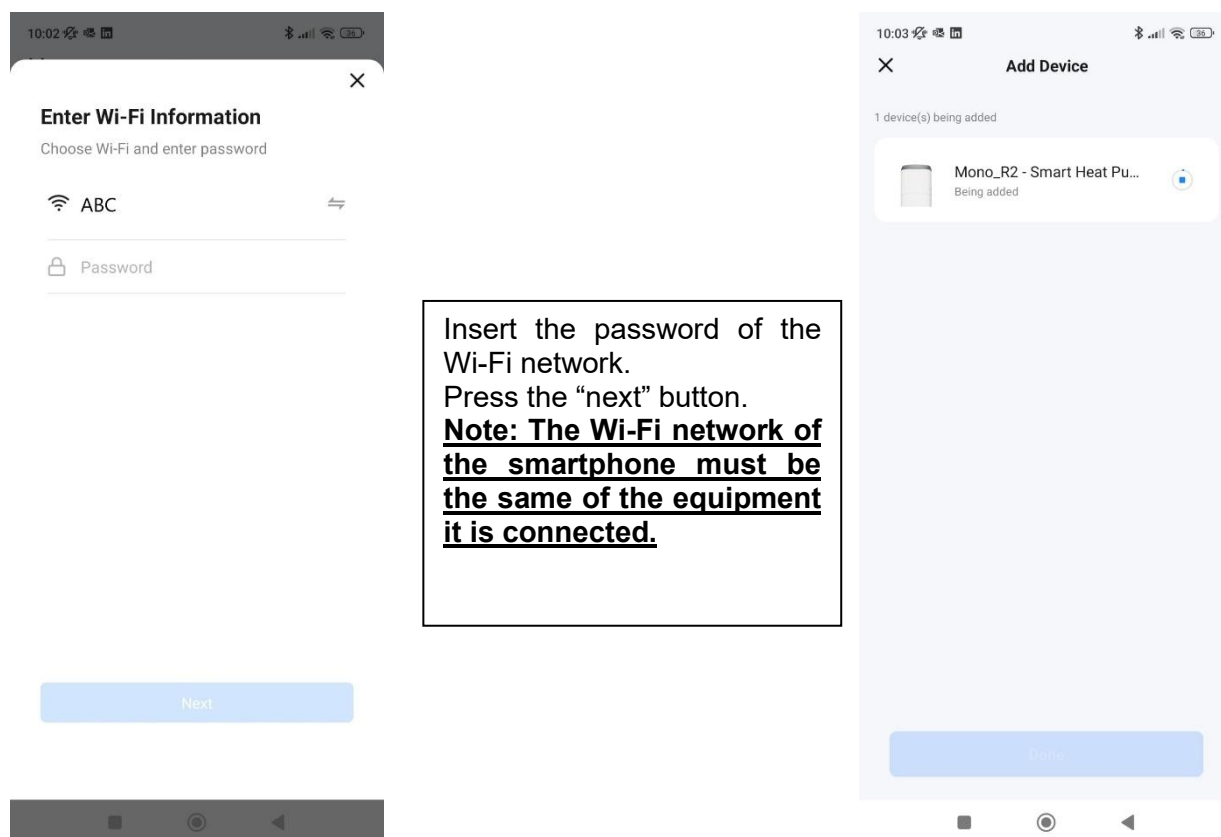 10:02
Enter Wi-Fi Information
Choose Wi-Fi and enter password
ABC
Password
Next
Insert the password of the
Wi-Fi network.
Press the “next” button.
Note: The Wi-Fi network of
the smartphone must be
the same of the equipment
it is connected.
10:03
Add Device
1 device(s) being added
Mono_R2 - Smart Heat Pu...
Being added
Done